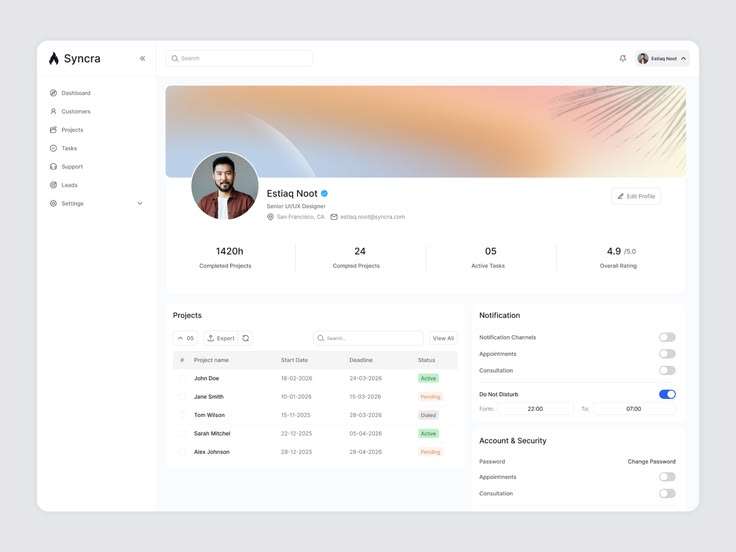 Syncra
Search
Estiaq Noot
Dashboard
Customers
Projects
Tasks
Support
Leads
Settings
Estiaq Noot
Senior UI/UX Designer
San Francisco, CA
estiaq.noot@syncra.com
Edit Profile
1420h
Completed Projects
24
Compled Projects
05
Active Tasks
4.9 /5.0
Overall Rating
Projects
05
Export
Search...
View All
# Project name Start Date Deadline Status
John Doe 18-02-2026 24-03-2026 Active
Jane Smith 10-01-2026 15-03-2026 Pending
Tom Wilson 15-11-2025 28-03-2026 Dialed
Sarah Mitchel 22-12-2025 05-04-2026 Active
Alex Johnson 28-12-2025 28-04-2026 Pending
Notification
Notification Channels
Appointments
Consultation
Do Not Disturb
Form: 22:00 To: 07:00
Account & Security
Password Change Password
Appointments
Consultation